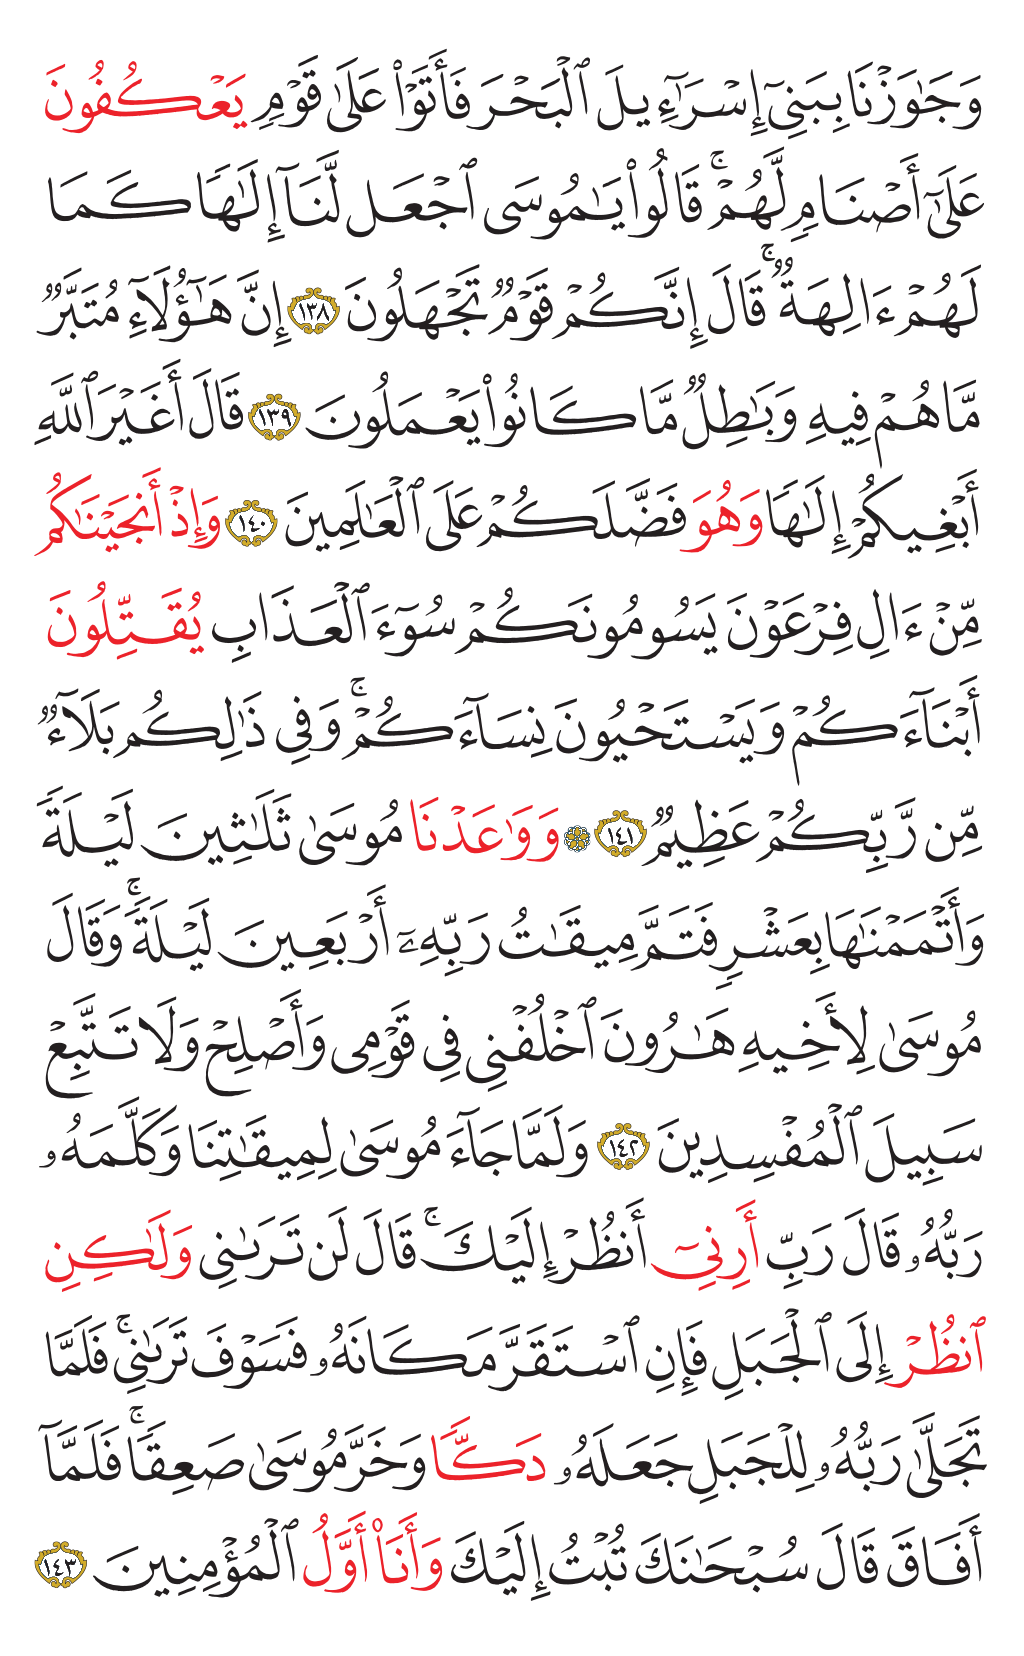 وَجَٰوَزْنَا بِبَنِىٓ إِسْرَٰٓءِيلَ ٱلْبَحْرَ فَأَتَوْا۟ عَلَىٰ قَوْمٍ يَعْكُفُونَ
عَلَىٰٓ أَصْنَامٍ لَّهُمْ ۚ قَالُوا۟ يَٰمُوسَى ٱجْعَل لَّنَآ إِلَٰهًا كَمَا
لَهُمْ ءَالِهَةٌ ۚ قَالَ إِنَّكُمْ قَوْمٌ تَجْهَلُونَ ١٣٨ إِنَّ هَٰٓؤُلَآءِ مُتَبَّرٌ
مَّا هُمْ فِيهِ وَبَٰطِلٌ مَّا كَانُوا۟ يَعْمَلُونَ ١٣٩ قَالَ أَغَيْرَ ٱللَّهِ
أَبْغِيكُمْ إِلَٰهًا وَهُوَ فَضَّلَكُمْ عَلَى ٱلْعَٰلَمِينَ ١٤٠ وَإِذْ أَنجَيْنَٰكُم
مِّنْ ءَالِ فِرْعَوْنَ يَسُومُونَكُمْ سُوٓءَ ٱلْعَذَابِ يُقَتِّلُونَ
أَبْنَآءَكُمْ وَيَسْتَحْيُونَ نِسَآءَكُمْ ۚ وَفِى ذَٰلِكُم بَلَآءٌ
مِّن رَّبِّكُمْ عَظِيمٌ ١٤١ ۞ وَوَٰعَدْنَا مُوسَىٰ ثَلَٰثِينَ لَيْلَةً
وَأَتْمَمْنَٰهَا بِعَشْرٍ فَتَمَّ مِيقَٰتُ رَبِّهِۦٓ أَرْبَعِينَ لَيْلَةً ۚ وَقَالَ
مُوسَىٰ لِأَخِيهِ هَٰرُونَ ٱخْلُفْنِى فِى قَوْمِى وَأَصْلِحْ وَلَا تَتَّبِعْ
سَبِيلَ ٱلْمُفْسِدِينَ ١٤٢ وَلَمَّا جَآءَ مُوسَىٰ لِمِيقَٰتِنَا وَكَلَّمَهُۥ
رَبُّهُۥ قَالَ رَبِّ أَرِنِىٓ أَنظُرْ إِلَيْكَ ۚ قَالَ لَن تَرَىٰنِى وَلَٰكِنِ
ٱنظُرْ إِلَى ٱلْجَبَلِ فَإِنِ ٱسْتَقَرَّ مَكَانَهُۥ فَسَوْفَ تَرَىٰنِى ۚ فَلَمَّا
تَجَلَّىٰ رَبُّهُۥ لِلْجَبَلِ جَعَلَهُۥ دَكًّا وَخَرَّ مُوسَىٰ صَعِقًا ۚ فَلَمَّآ
أَفَاقَ قَالَ سُبْحَٰنَكَ تُبْتُ إِلَيْكَ وَأَنَا۠ أَوَّلُ ٱلْمُؤْمِنِينَ ١٤٣